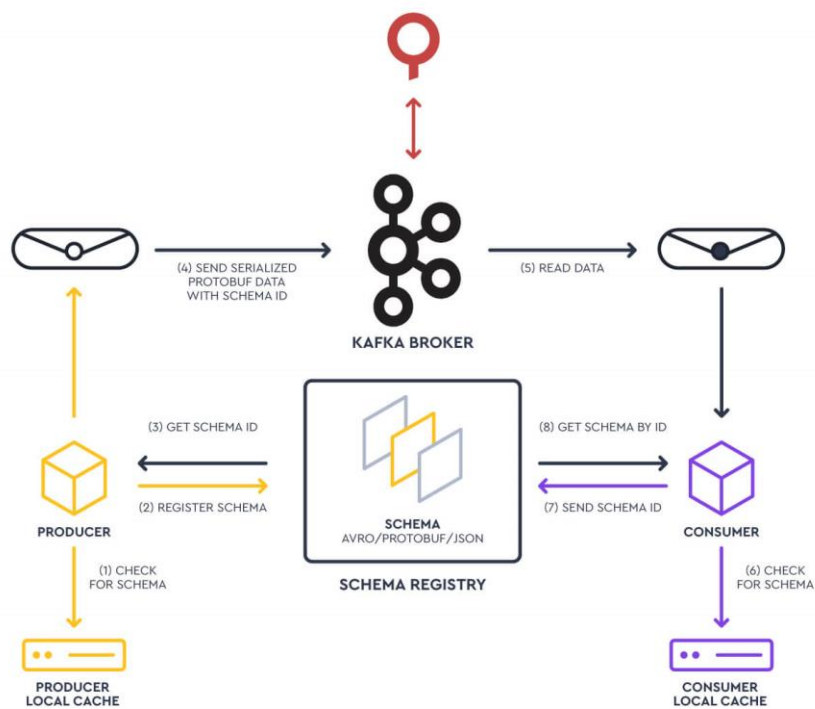 (4) SEND SERIALIZED
PROTOBUF DATA
WITH SCHEMA ID
(5) READ DATA
KAFKA BROKER
(3) GET SCHEMA ID
(8) GET SCHEMA BY ID
(2) REGISTER SCHEMA
(7) SEND SCHEMA ID
PRODUCER
SCHEMA
AVRO/PROTOBUF/JSON
CONSUMER
(1) CHECK
FOR SCHEMA
SCHEMA REGISTRY
(6) CHECK
FOR SCHEMA
PRODUCER
LOCAL CACHE
CONSUMER
LOCAL CACHE